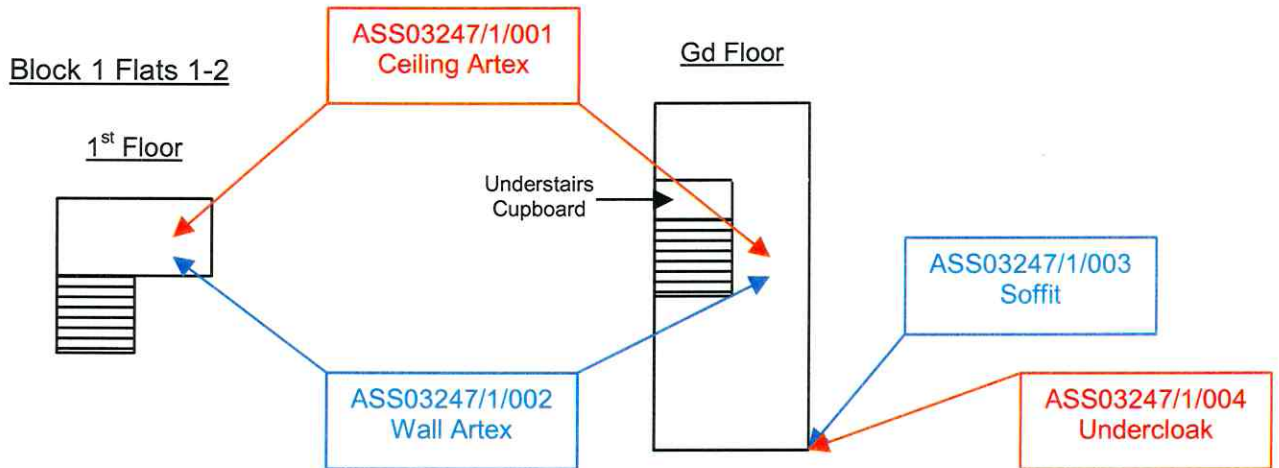 Block 1 Flats 1-2
1st Floor
ASS03247/1/001
Ceiling Artex
Gd Floor
Understairs
Cupboard
ASS03247/1/002
Wall Artex
ASS03247/1/003
Soffit
ASS03247/1/004
Undercloak